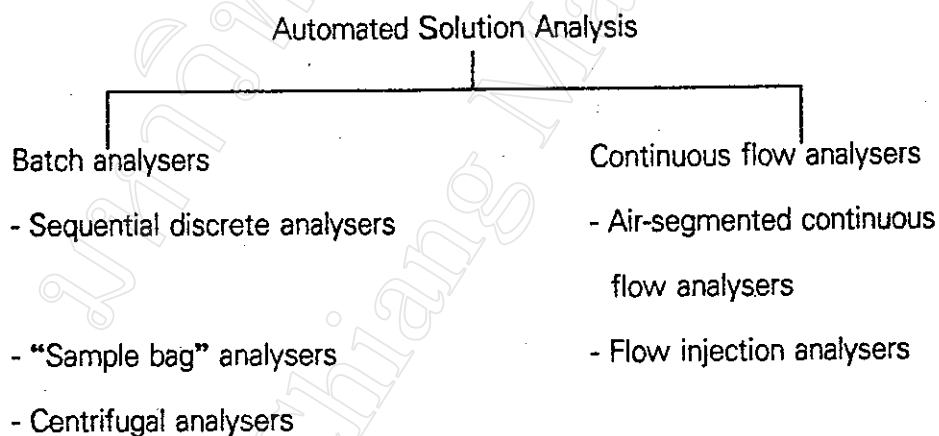 Automated Solution Analysis
Batch analysers
- Sequential discrete analysers
- "Sample bag" analysers
- Centrifugal analysers
Continuous flow analysers
- Air-segmented continuous
flow analysers
- Flow injection analysers